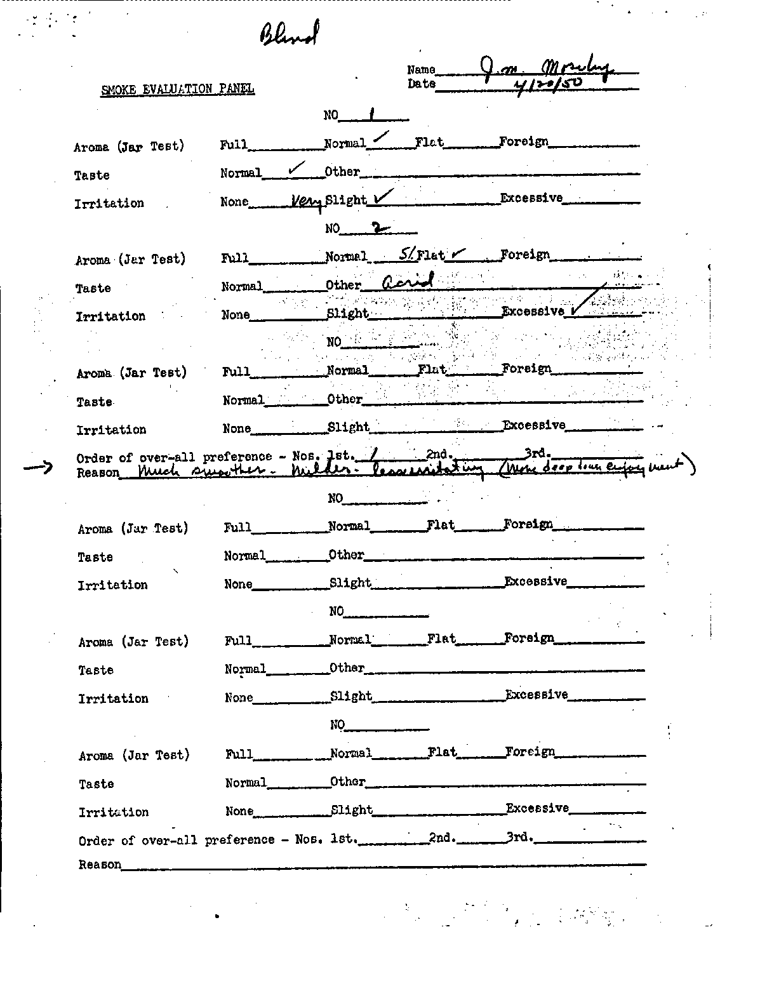 Blend
Name J.M. Moseley
SMOKE EVALUATION PANEL Date 4/20/50
NO 1
Aroma (Jar Test) Full Normal ✓ Flat Foreign
Taste Normal ✓ Other
Irritation None Very Slight ✓ Excessive
NO 2
Aroma (Jar Test) Full Normal Sl Flat ✓ Foreign
Taste Normal Other acrid
Irritation None Slight Excessive ✓
NO
Aroma (Jar Test) Full Normal Flat Foreign
Taste Normal Other
Irritation None Slight Excessive
Order of over-all preference - Nos. 1st. 1 2nd. 3rd.
→ Reason Much smoother - Milder - less irritating (More deep enjoyment)
NO
Aroma (Jar Test) Full Normal Flat Foreign
Taste Normal Other
Irritation None Slight Excessive
NO
Aroma (Jar Test) Full Normal Flat Foreign
Taste Normal Other
Irritation None Slight Excessive
NO
Aroma (Jar Test) Full Normal Flat Foreign
Taste Normal Other
Irritation None Slight Excessive
Order of over-all preference - Nos. 1st. 2nd. 3rd.
Reason